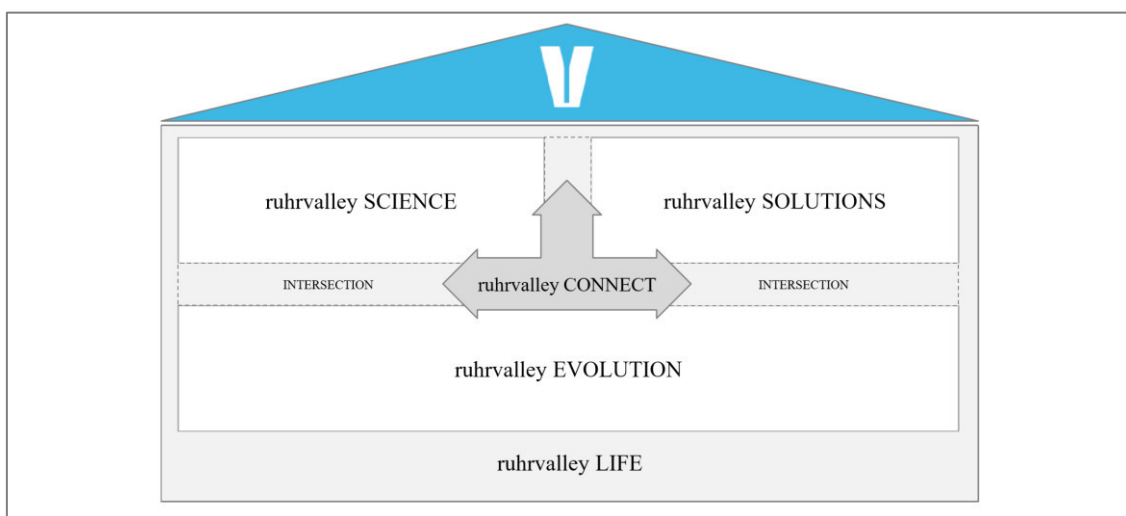 ruhrvalley SCIENCE
ruhrvalley SOLUTIONS
INTERSECTION
ruhrvalley CONNECT
INTERSECTION
ruhrvalley EVOLUTION
ruhrvalley LIFE